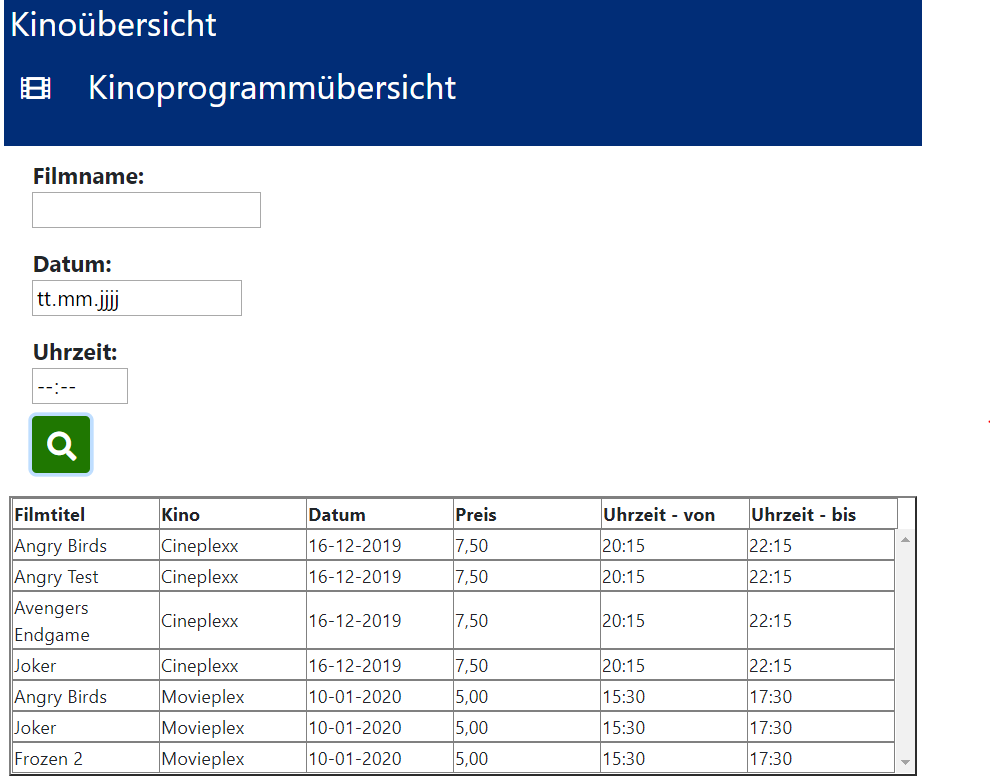 Kinoübersicht
Kinoprogrammübersicht
Filmname:
Datum:
tt.mm.jjjj
Uhrzeit:
--:--
Filmtitel Kino Datum Preis Uhrzeit - von Uhrzeit - bis
Angry Birds Cineplexx 16-12-2019 7,50 20:15 22:15
Angry Test Cineplexx 16-12-2019 7,50 20:15 22:15
Avengers
Endgame Cineplexx 16-12-2019 7,50 20:15 22:15
Joker Cineplexx 16-12-2019 7,50 20:15 22:15
Angry Birds Movieplex 10-01-2020 5,00 15:30 17:30
Joker Movieplex 10-01-2020 5,00 15:30 17:30
Frozen 2 Movieplex 10-01-2020 5,00 15:30 17:30